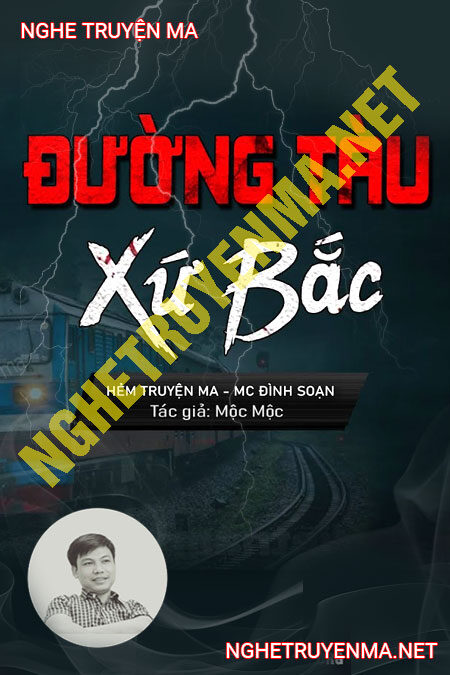 NGHE TRUYỆN MA
ĐƯỜNG TÀU
Xứ Bắc
NGHETRUYENMA.NET
HẺM TRUYỆN MA - MC ĐÌNH SOẠN
Tác giả: Mộc Mộc
NGHETRUYENMA.NET